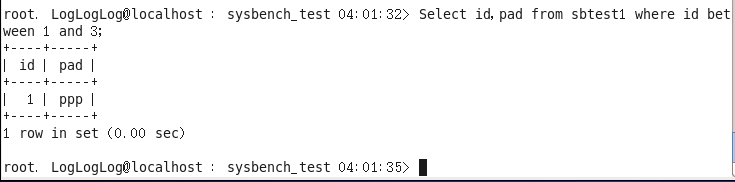 root. LogLogLog@localhost : sysbench_test 04:01:32> Select id,pad from sbtest1 where id bet
ween 1 and 3;
+----+-----+
| id | pad |
+----+-----+
|  1 | ppp |
+----+-----+
1 row in set (0.00 sec)
root. LogLogLog@localhost : sysbench_test 04:01:35>